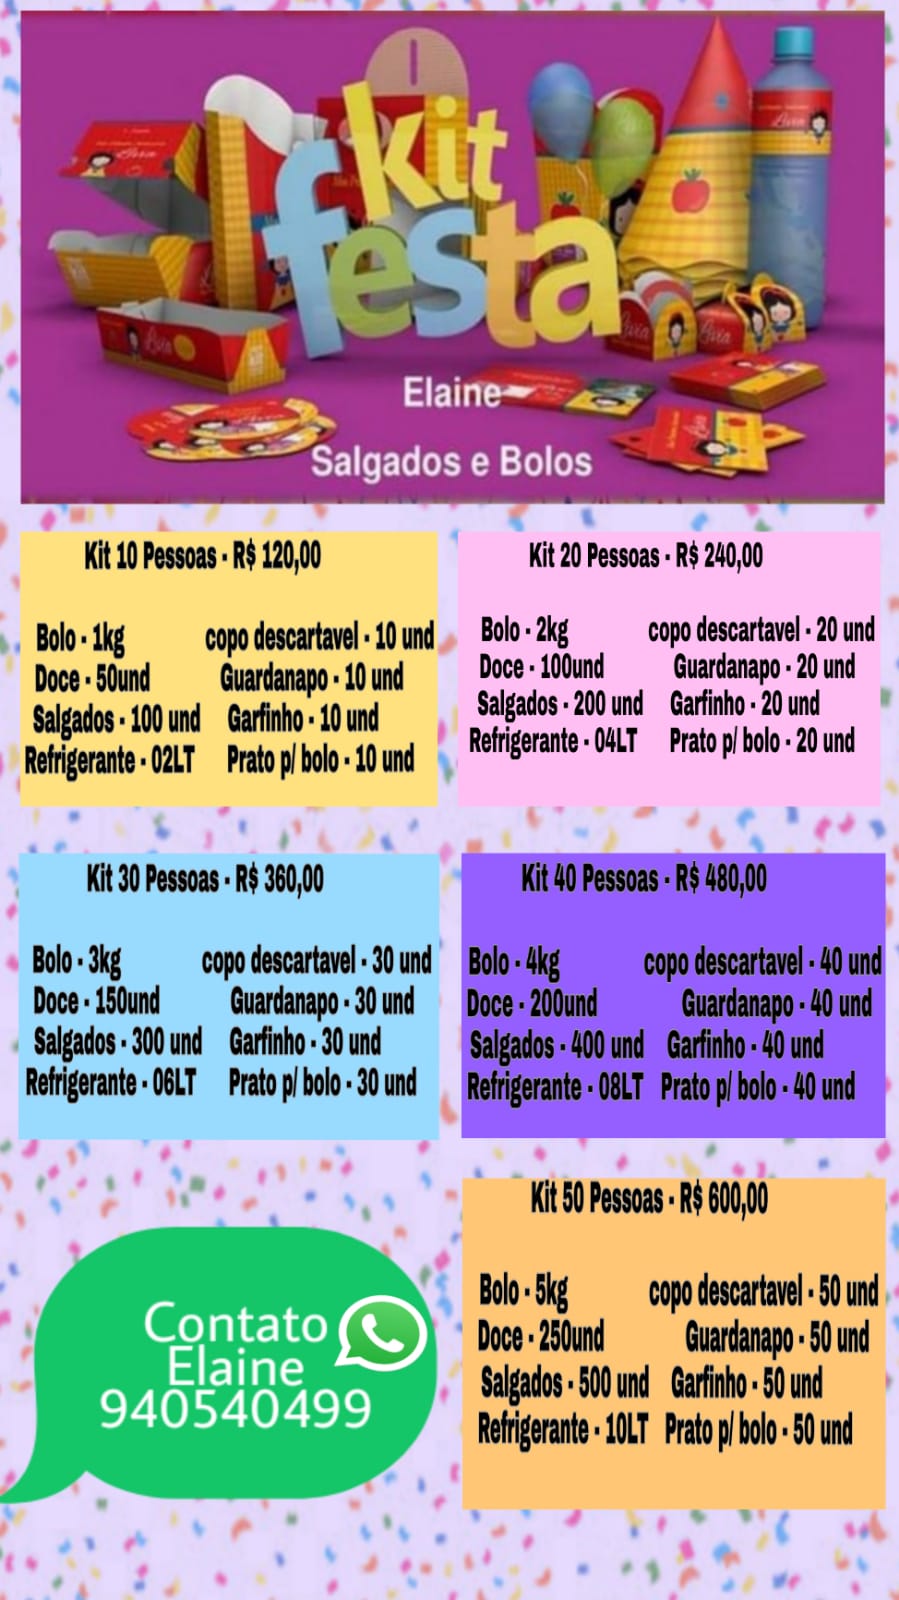 kit
festa
Elaine
Salgados e Bolos
Livia
Livia
Livia
Livia
Kit 10 Pessoas - R$ 120,00
Bolo - 1kg copo descartavel - 10 und
Doce - 50und Guardanapo - 10 und
Salgados - 100 und Garfinho - 10 und
Refrigerante - 02LT Prato p/ bolo - 10 und
Kit 20 Pessoas - R$ 240,00
Bolo - 2kg copo descartavel - 20 und
Doce - 100und Guardanapo - 20 und
Salgados - 200 und Garfinho - 20 und
Refrigerante - 04LT Prato p/ bolo - 20 und
Kit 30 Pessoas - R$ 360,00
Bolo - 3kg copo descartavel - 30 und
Doce - 150und Guardanapo - 30 und
Salgados - 300 und Garfinho - 30 und
Refrigerante - 06LT Prato p/ bolo - 30 und
Kit 40 Pessoas - R$ 480,00
Bolo - 4kg copo descartavel - 40 und
Doce - 200und Guardanapo - 40 und
Salgados - 400 und Garfinho - 40 und
Refrigerante - 08LT Prato p/ bolo - 40 und
Kit 50 Pessoas - R$ 600,00
Bolo - 5kg copo descartavel - 50 und
Doce - 250und Guardanapo - 50 und
Salgados - 500 und Garfinho - 50 und
Refrigerante - 10LT Prato p/ bolo - 50 und
Contato
Elaine
940540499